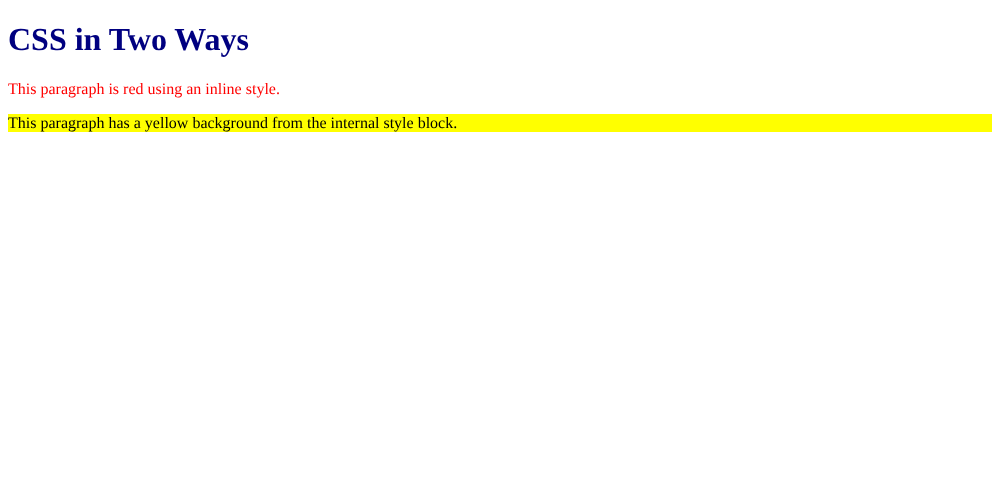 CSS in Two Ways
This paragraph is red using an inline style.
This paragraph has a yellow background from the internal style block.